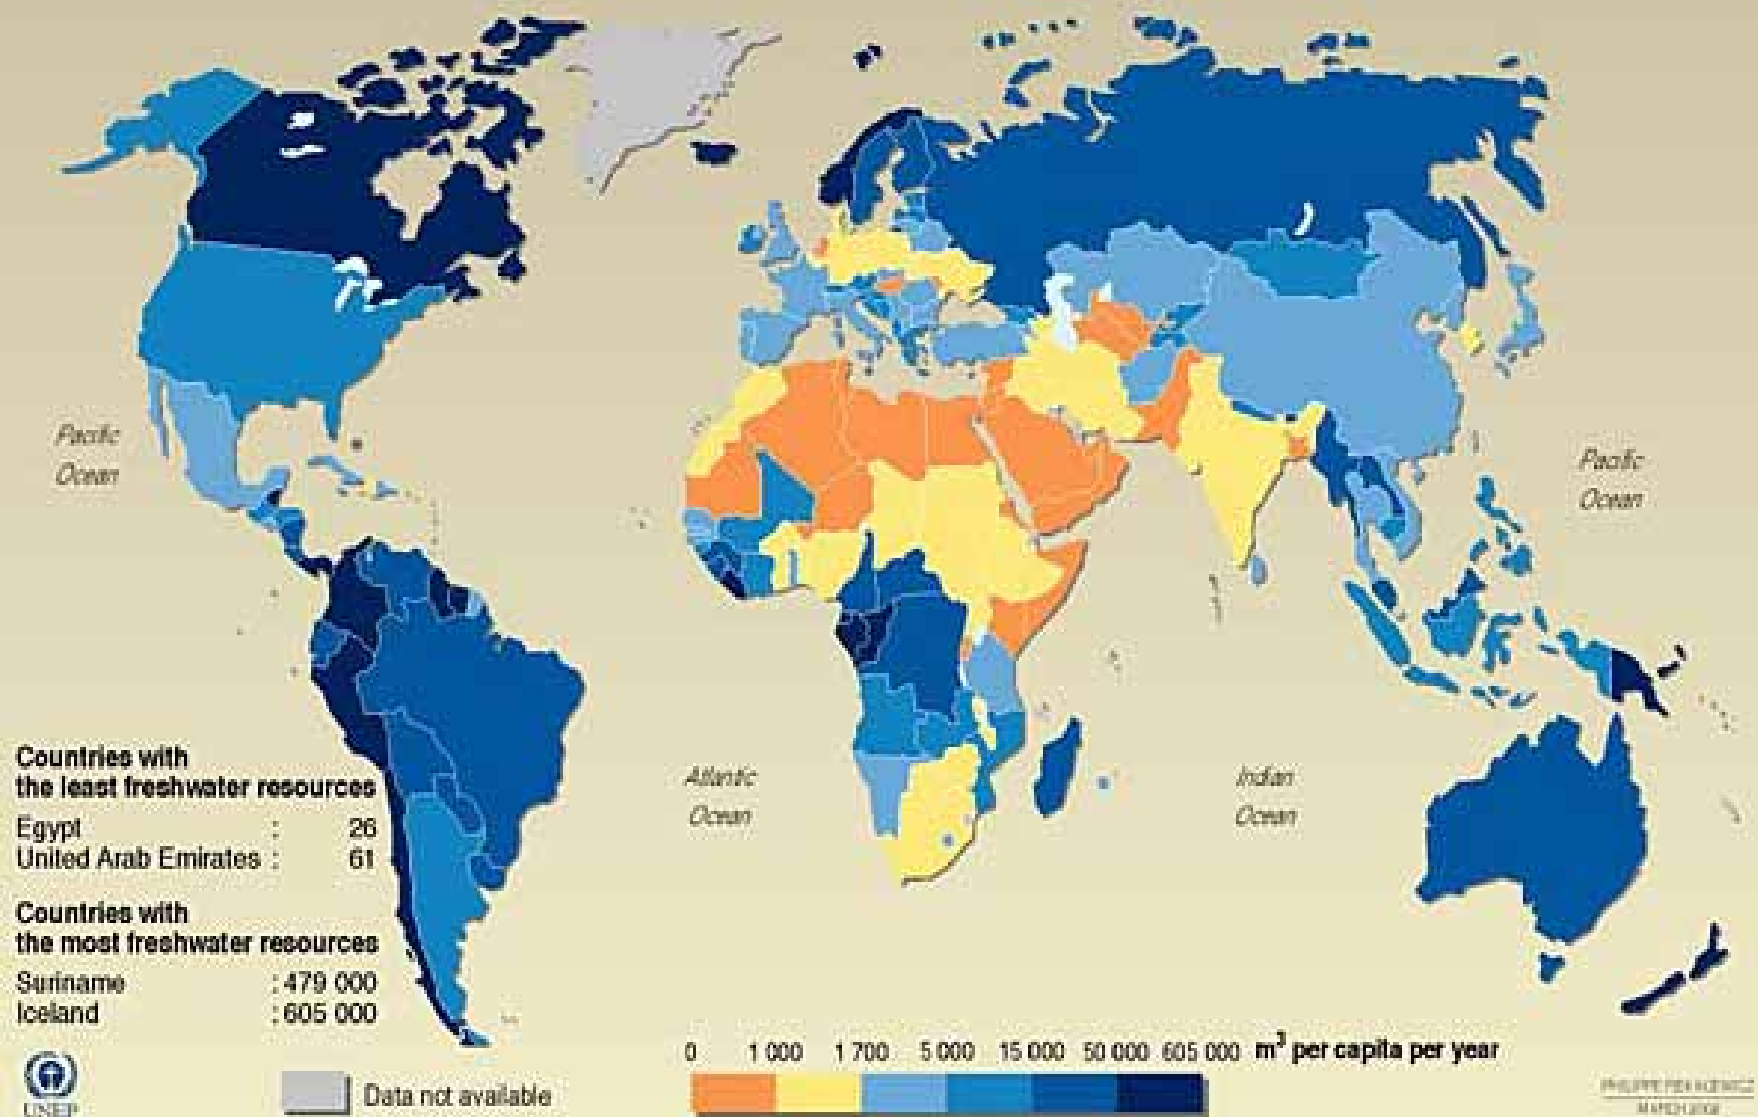 Pacific
Ocean
Pacific
Ocean
Atlantic
Ocean
Indian
Ocean
Countries with
the least freshwater resources
Egypt : 26
United Arab Emirates : 61
Countries with
the most freshwater resources
Suriname : 479 000
Iceland : 605 000
0 1 000 1 700 5 000 15 000 50 000 605 000 m³ per capita per year
Data not available
UNEP
PHILIPPE REKACEWICZ